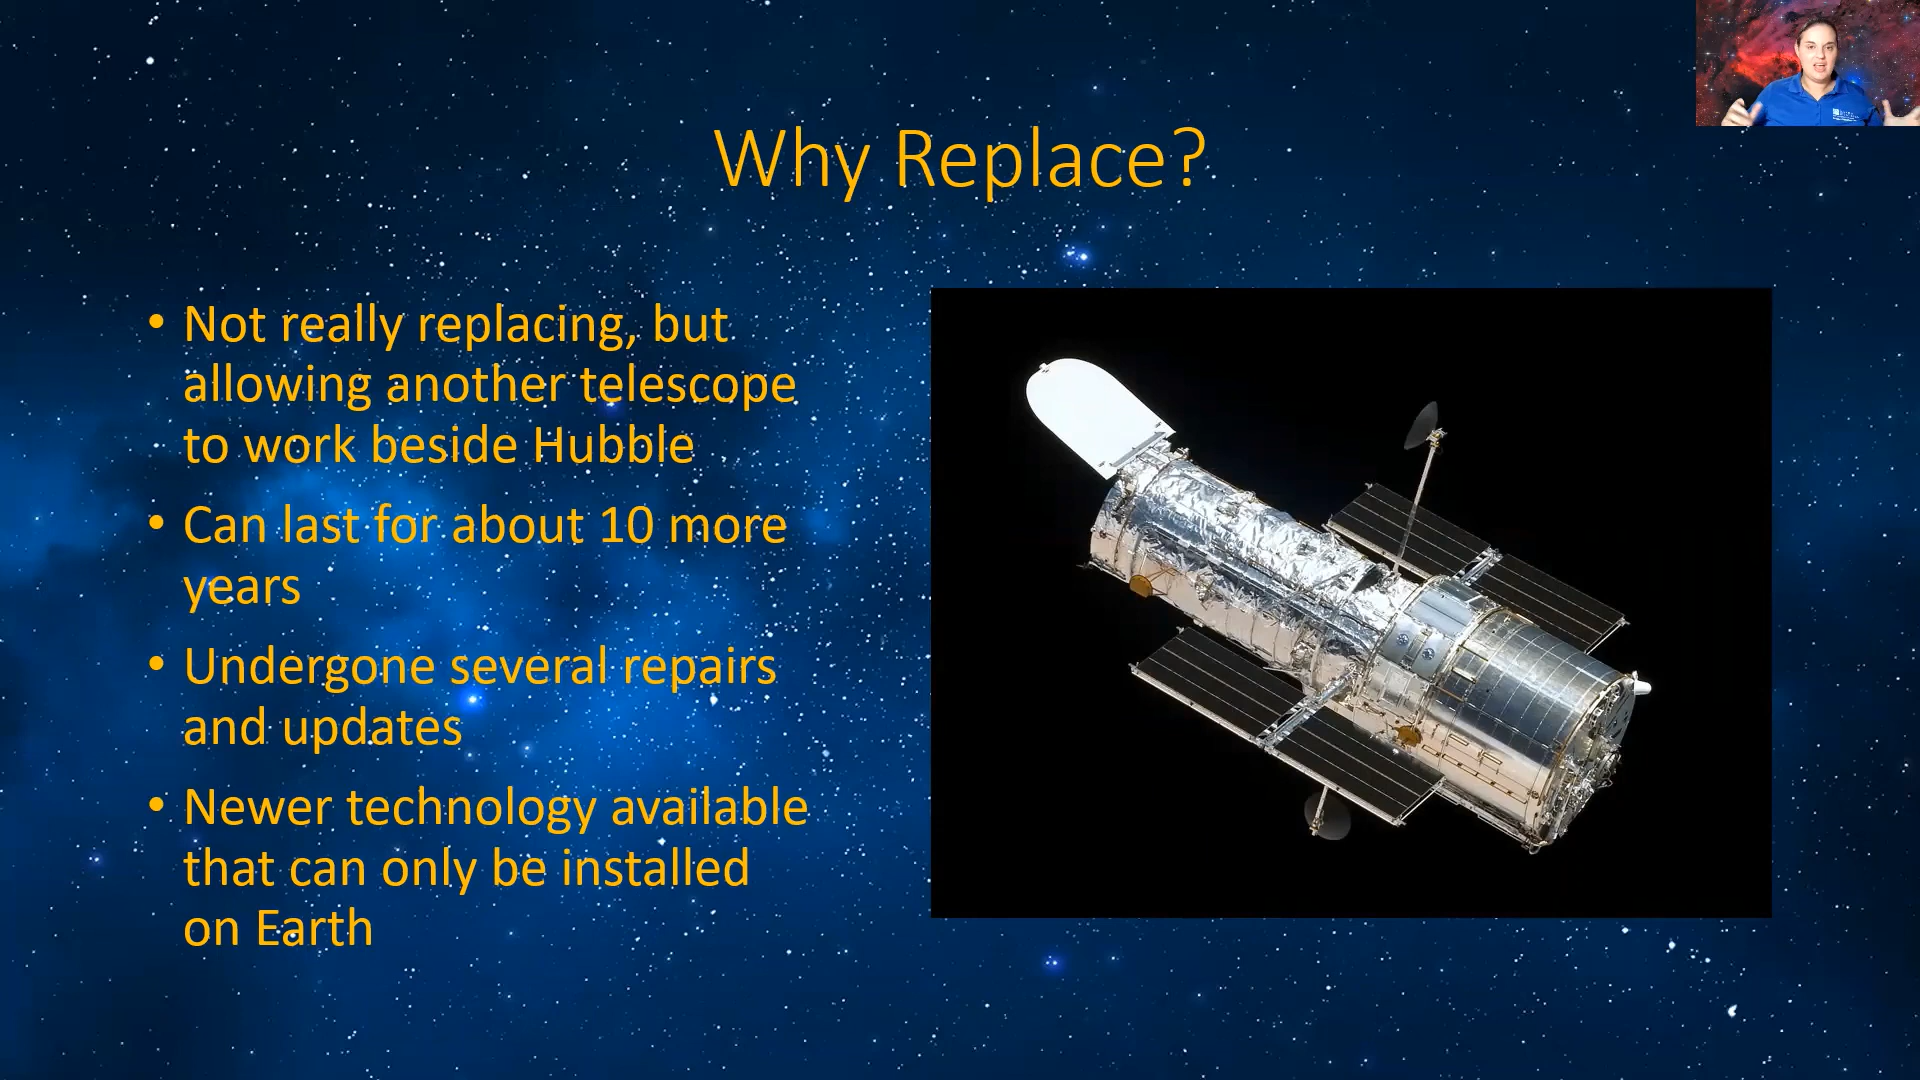 Why Replace?
• Not really replacing, but
allowing another telescope
to work beside Hubble
• Can last for about 10 more
years
• Undergone several repairs
and updates
• Newer technology available
that can only be installed
on Earth